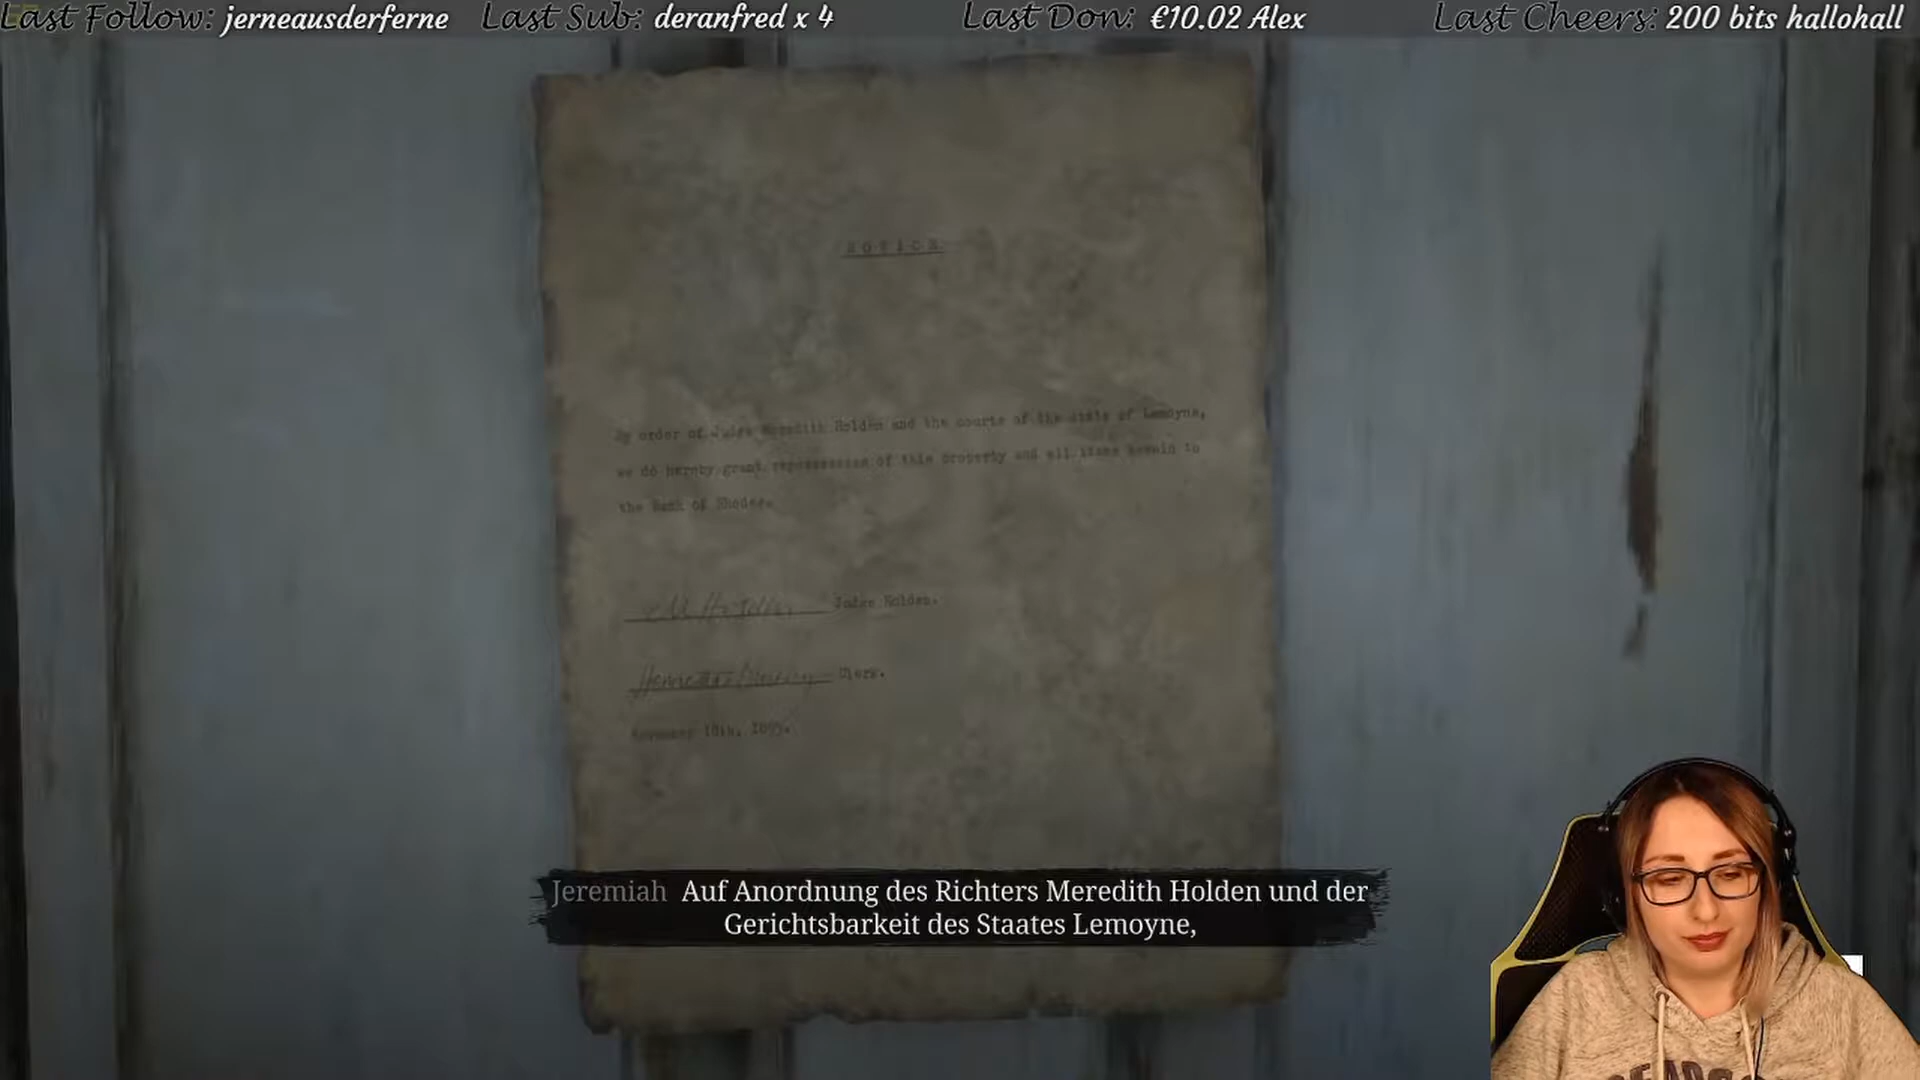 Last Follow: jerneausderferne Last Sub: deranfred x 4 Last Don: €10.02 Alex Last Cheers: 200 bits hallohall
NOTICE
By order of Judge Meredith Holden and the courts of the state of Lemoyne,
we do hereby grant repossession of this property and all items herein to
the Bank of Rhodes.
Judge Holden.
Clerk.
November 18th, 1895.
Jeremiah Auf Anordnung des Richters Meredith Holden und der
Gerichtsbarkeit des Staates Lemoyne,